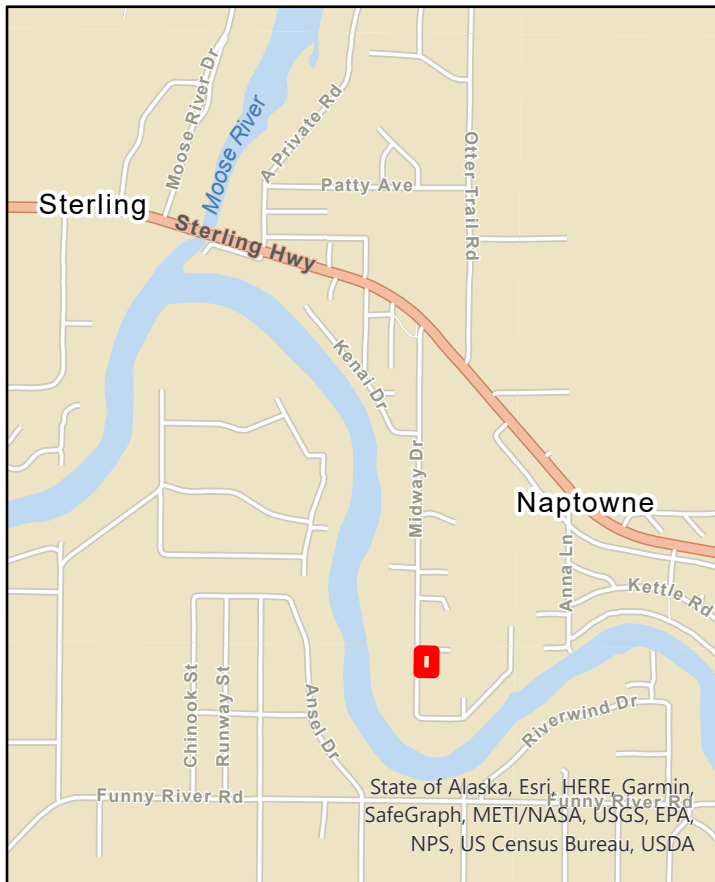 Moose River Dr
Moose River
A Private Rd
Patty Ave
Otter Trail Rd
Sterling
Sterling Hwy
Kenai Dr
Midway Dr
Naptowne
Anna Ln
Kettle Rd
Chinook St
Runway St
Ansel Dr
Riverwind Dr
Funny River Rd
Funny River Rd
State of Alaska, Esri, HERE, Garmin,
SafeGraph, METI/NASA, USGS, EPA,
NPS, US Census Bureau, USDA